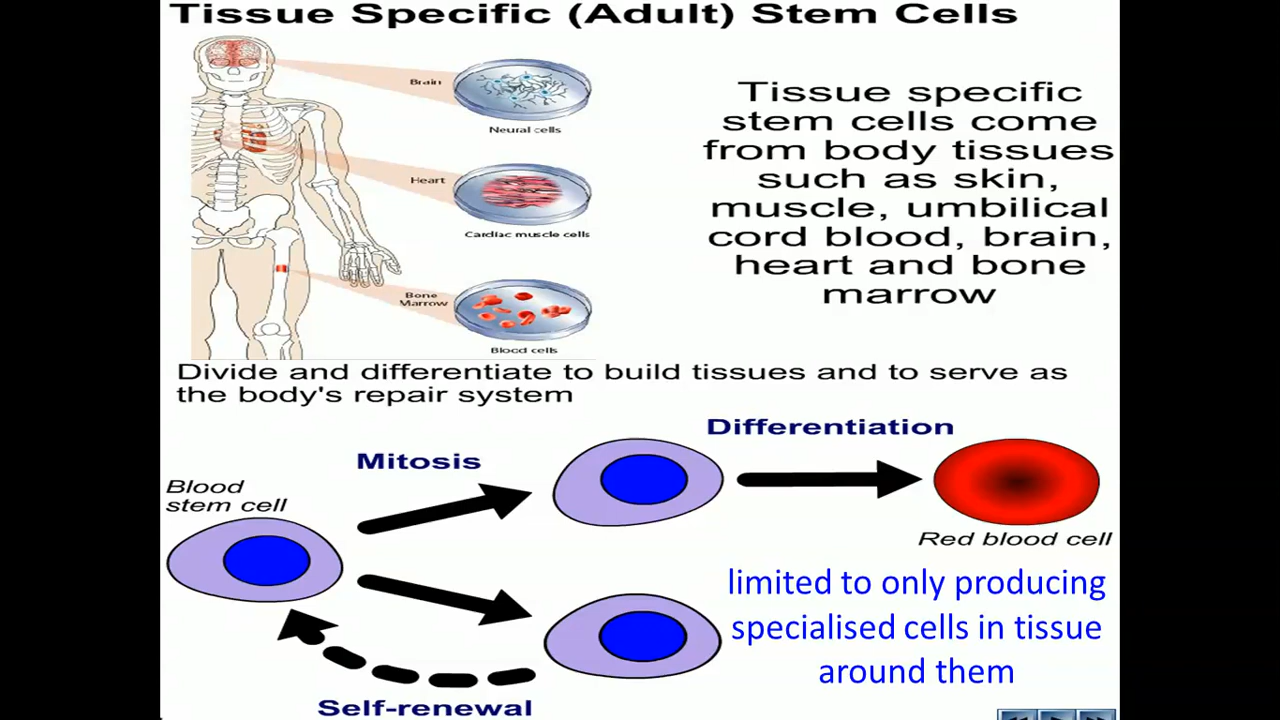 Tissue Specific (Adult) Stem Cells
Brain
Neural cells
Heart
Cardiac muscle cells
Bone
Marrow
Blood cells
Tissue specific
stem cells come
from body tissues
such as skin,
muscle, umbilical
cord blood, brain,
heart and bone
marrow
Divide and differentiate to build tissues and to serve as
the body's repair system
Differentiation
Mitosis
Blood
stem cell
Red blood cell
limited to only producing
specialised cells in tissue
around them
Self-renewal